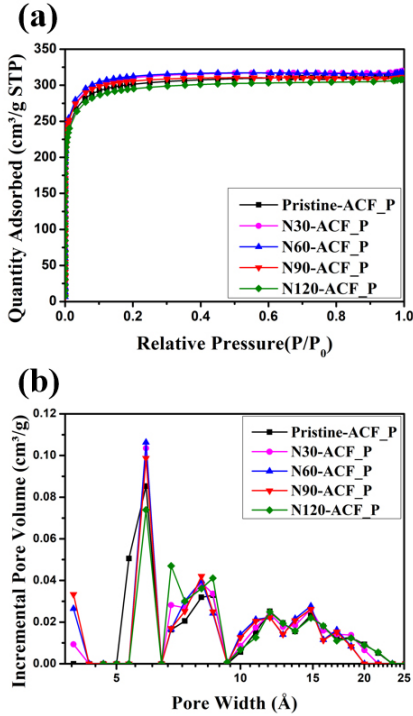 (a)
350
300
250
200
150
100
50
0
Quantity Adsorbed (cm³/g STP)
Pristine-ACF_P
N30-ACF_P
N60-ACF_P
N90-ACF_P
N120-ACF_P
0.0 0.2 0.4 0.6 0.8 1.0
Relative Pressure(P/P₀)
(b)
0.12
0.10
0.08
0.06
0.04
0.02
0.00
Incremental Pore Volume (cm³/g)
Pristine-ACF_P
N30-ACF_P
N60-ACF_P
N90-ACF_P
N120-ACF_P
5 10 15 20 25
Pore Width (Å)